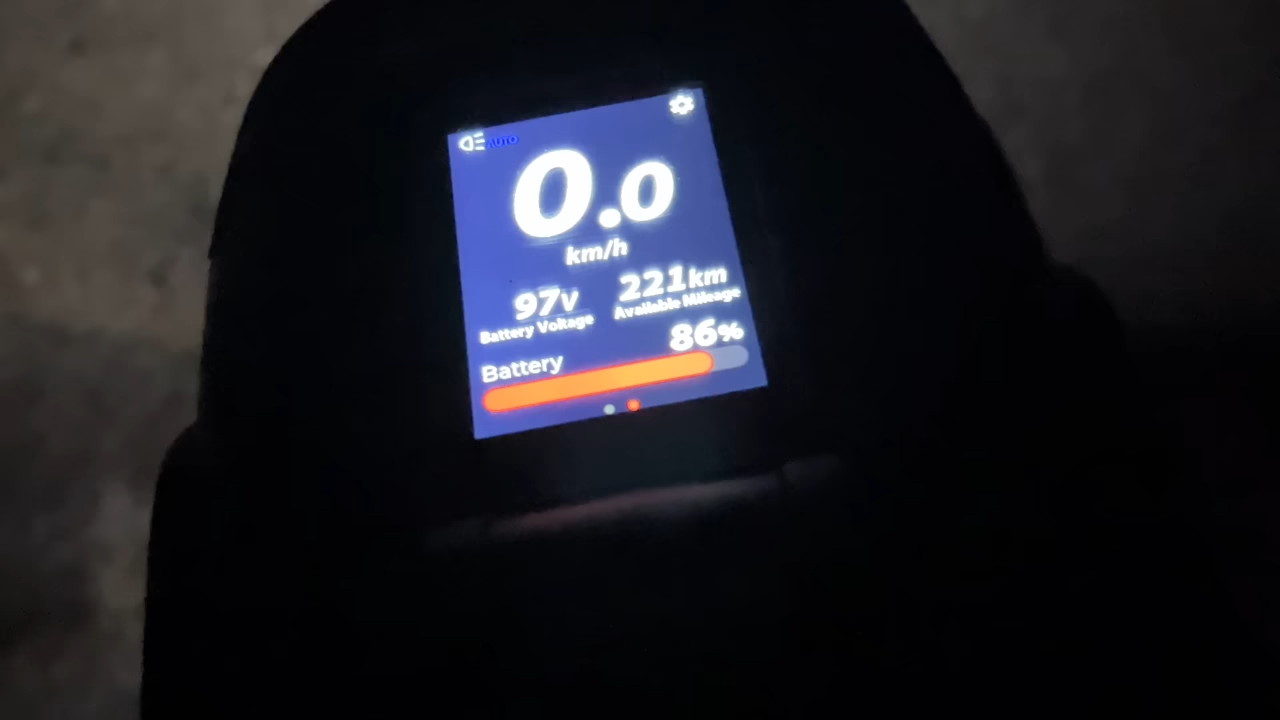 AUTO
0.0
km/h
97V
Battery Voltage
221km
Available Mileage
86%
Battery